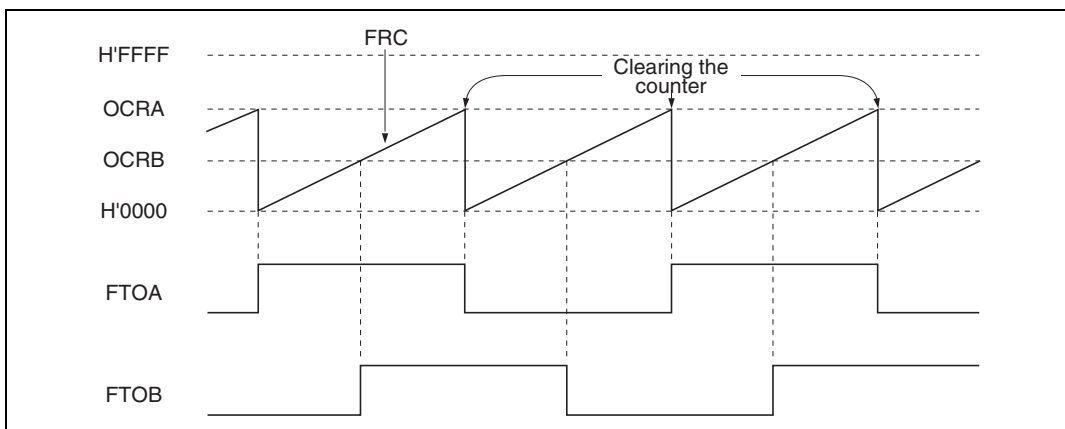 FRC
H'FFFF
Clearing the
counter
OCRA
OCRB
H'0000
FTOA
FTOB